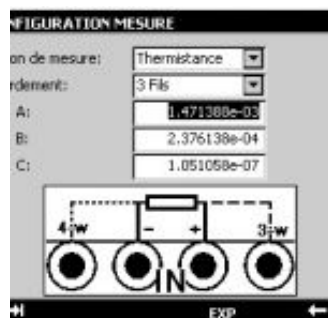 NFIGURATION MESURE
on de mesure: Thermistance
rdement: 3 Fils
A: 1.471388e-03
B: 2.376138e-04
C: 1.051058e-07
4-w - + 3-w
IN
EXP